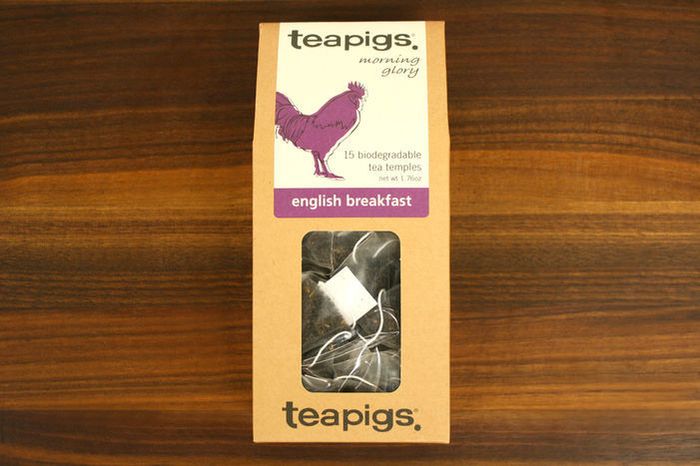 teapigs.
morning
glory
15 biodegradable
tea temples
net wt 1.76oz
english breakfast
teapigs.